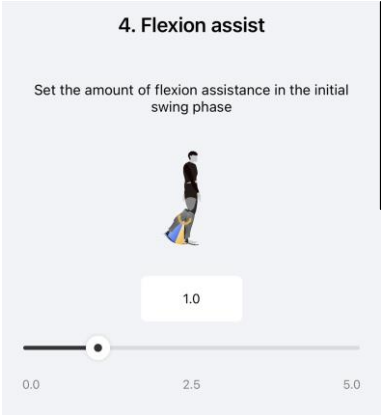 4. Flexion assist
Set the amount of flexion assistance in the initial
swing phase
1.0
0.0 2.5 5.0